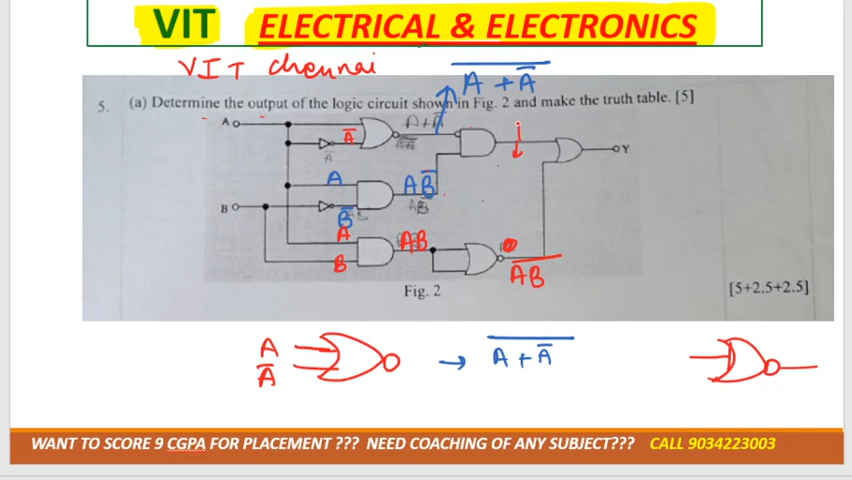 VIT ELECTRICAL & ELECTRONICS
VIT chennai
A + A̅
5. (a) Determine the output of the logic circuit shown in Fig. 2 and make the truth table. [5]
A
A + A̅
A̅
A̅
A
AB̅
B
B̅
AB
A
AB
B
A̅B̅
Fig. 2
[5+2.5+2.5]
Y
A
A̅
→ A + A̅
WANT TO SCORE 9 CGPA FOR PLACEMENT ??? NEED COACHING OF ANY SUBJECT??? CALL 9034223003